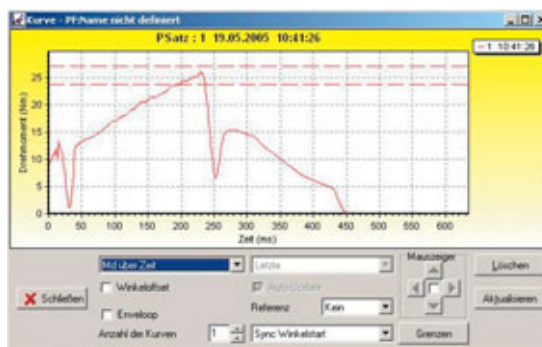 Kurve - PF:Name nicht definiert
PSatz : 1 19.05.2005 10:41:26
1 10:41:26
Drehmoment (Nm)
25
20
15
10
5
0
0 50 100 150 200 250 300 350 400 450 500 550 600
Zeit (ms)
Md über Zeit
Letzte
Mauszeiger
Löschen
Schließen
Winkeloffset
Auto-Update
Aktualisieren
Enveloop
Referenz
Kein
Anzahl der Kurven
1
Sync Winkelstart
Grenzen